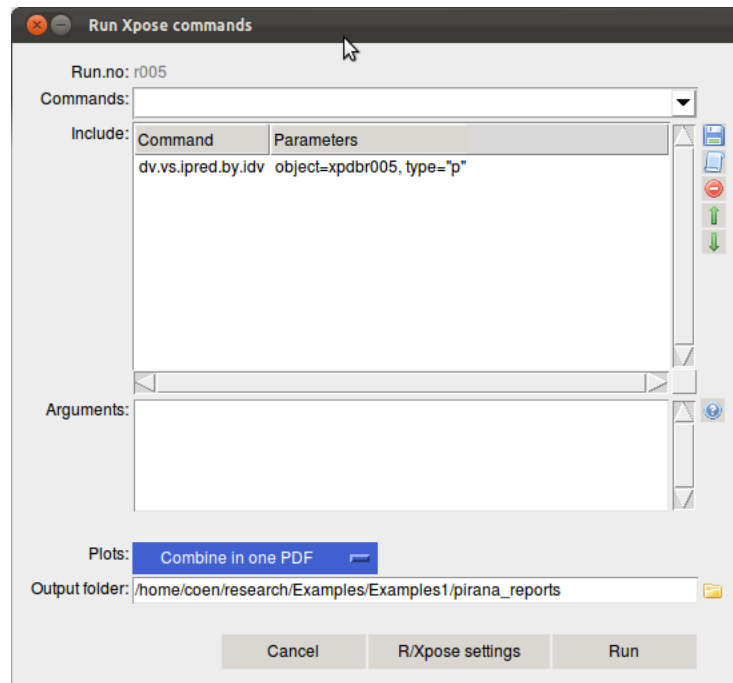 Run Xpose commands
Run.no: r005
Commands:
Include: Command Parameters
dv.vs.ipred.by.idv object=xpdbr005, type="p"
Arguments:
Plots: Combine in one PDF
Output folder: /home/coen/research/Examples/Examples1/pirana_reports
Cancel R/Xpose settings Run